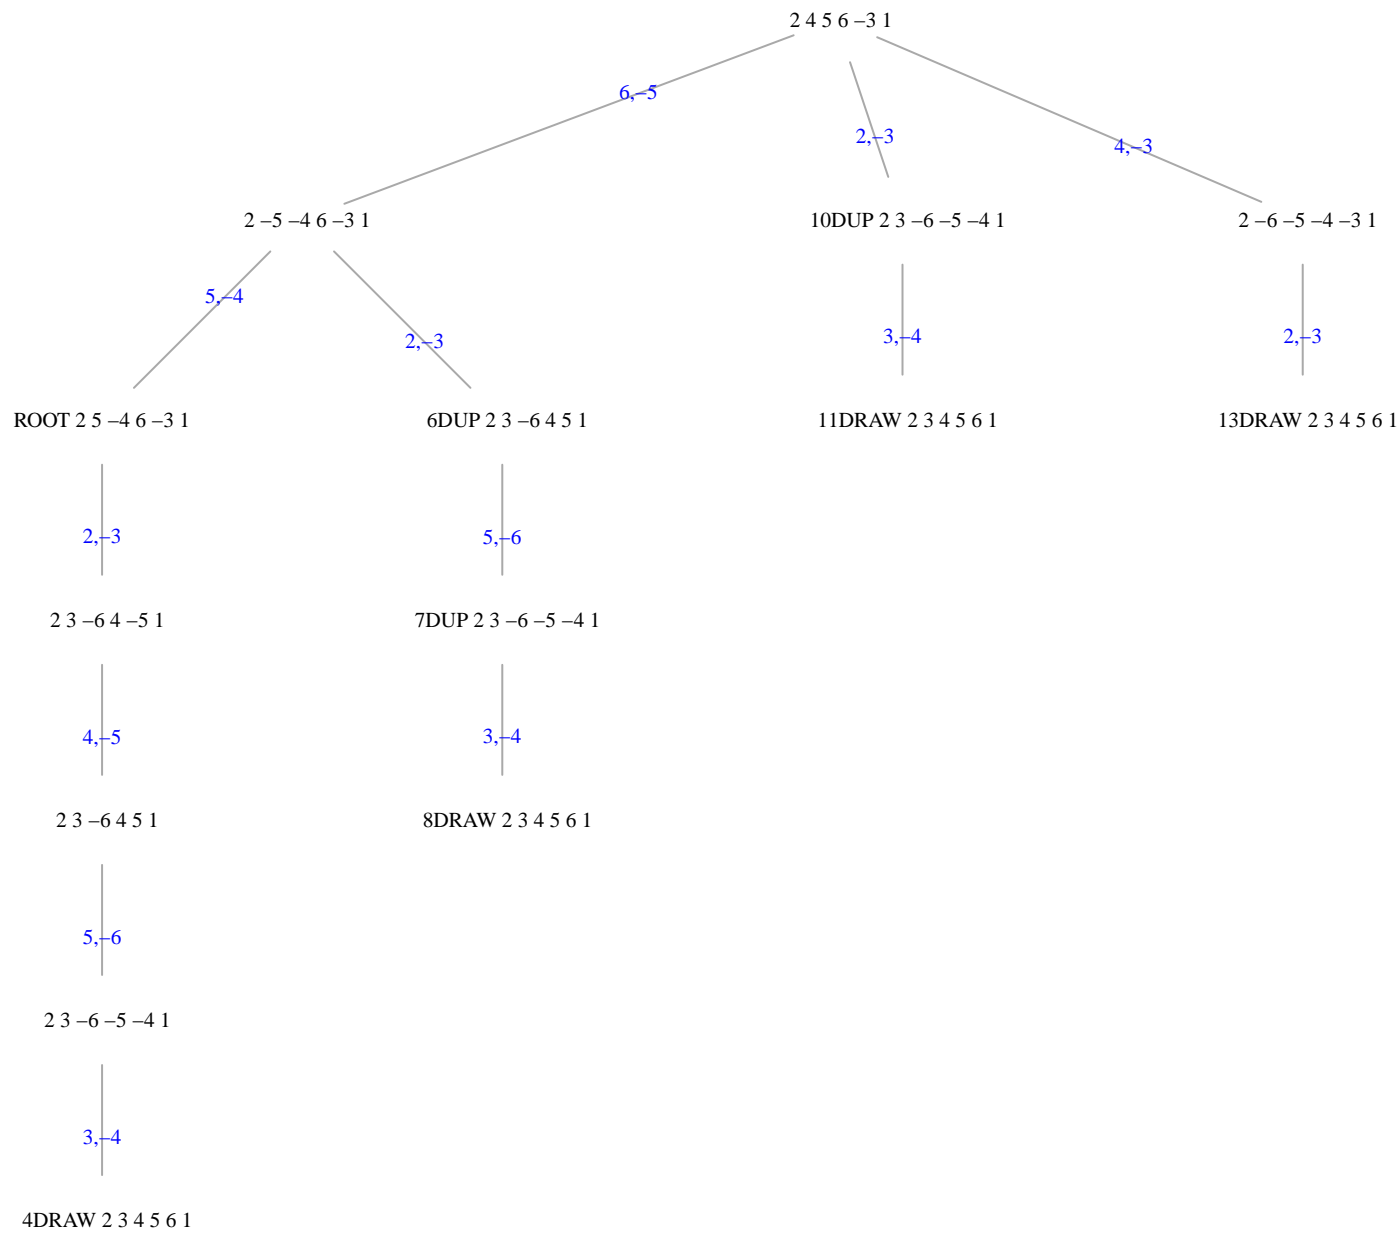 2 4 5 6 –3 1
6,–5
2,–3
4,–3
2 –5 –4 6 –3 1
10DUP 2 3 –6 –5 –4 1
2 –6 –5 –4 –3 1
5,–4
2,–3
3,–4
2,–3
ROOT 2 5 –4 6 –3 1
6DUP 2 3 –6 4 5 1
11DRAW 2 3 4 5 6 1
13DRAW 2 3 4 5 6 1
2,–3
5,–6
2 3 –6 4 –5 1
7DUP 2 3 –6 –5 –4 1
4,–5
3,–4
2 3 –6 4 5 1
8DRAW 2 3 4 5 6 1
5,–6
2 3 –6 –5 –4 1
3,–4
4DRAW 2 3 4 5 6 1